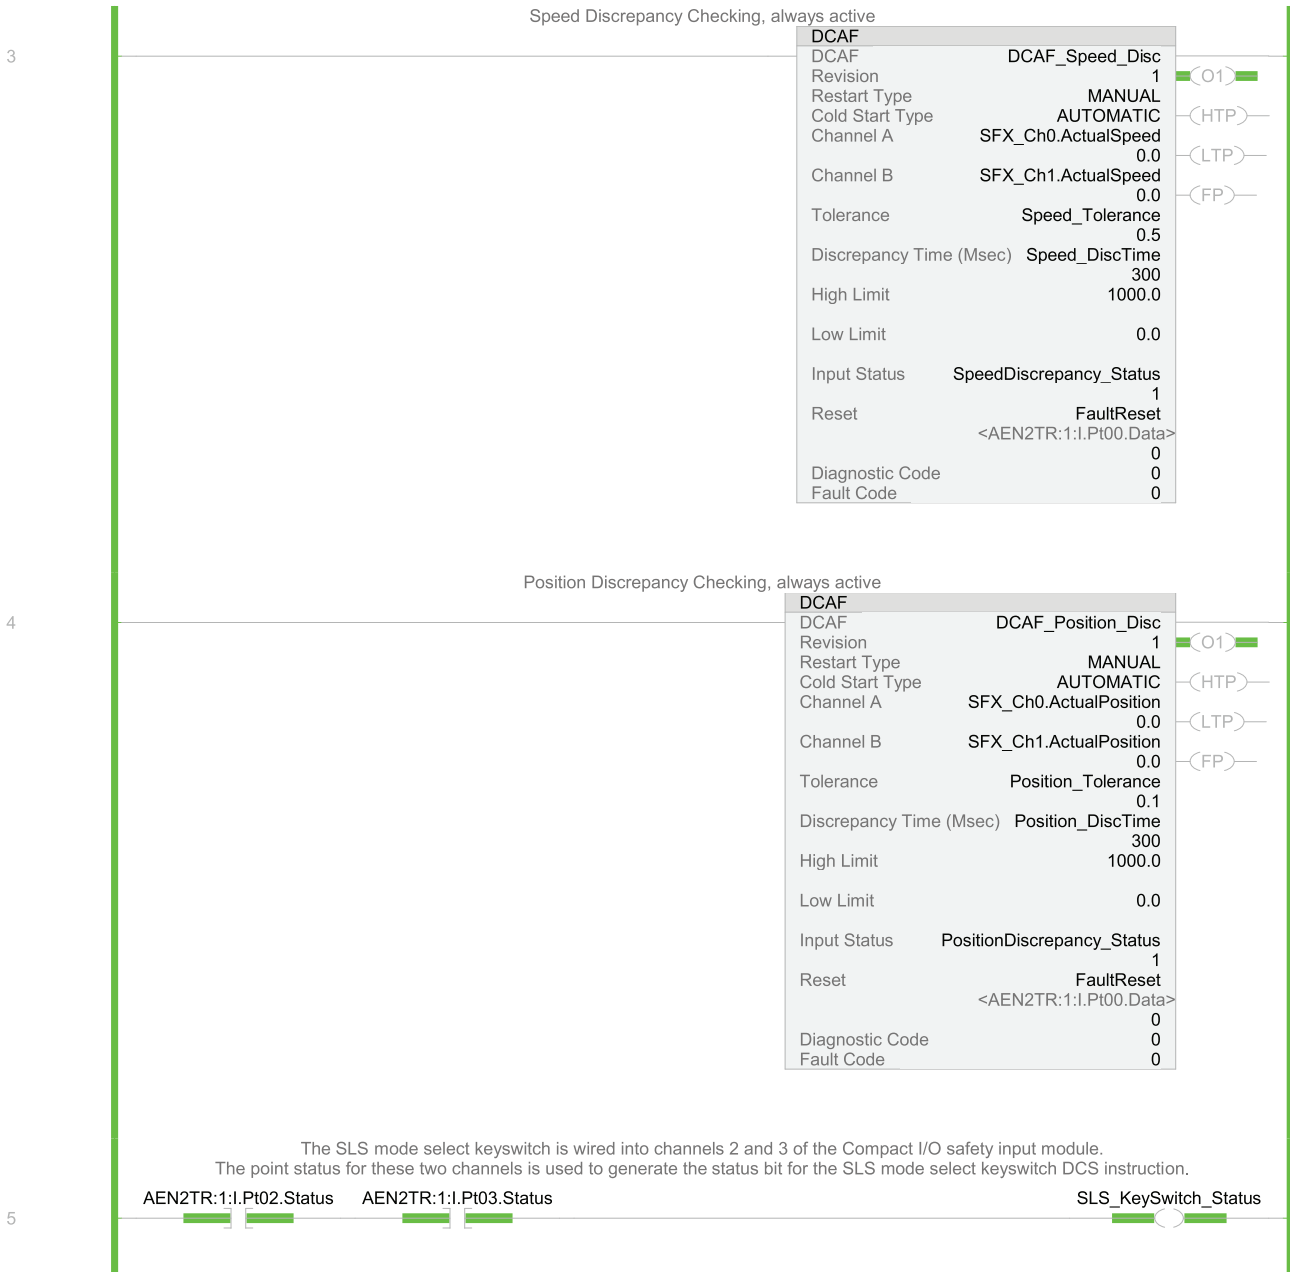 Speed Discrepancy Checking, always active
DCAF
3
DCAF DCAF_Speed_Disc
Revision 1 (O1)
Restart Type MANUAL
Cold Start Type AUTOMATIC (HTP)
Channel A SFX_Ch0.ActualSpeed
0.0 (LTP)
Channel B SFX_Ch1.ActualSpeed
0.0 (FP)
Tolerance Speed_Tolerance
0.5
Discrepancy Time (Msec) Speed_DiscTime
300
High Limit 1000.0
Low Limit 0.0
Input Status SpeedDiscrepancy_Status
1
Reset FaultReset
<AEN2TR:1:I.Pt00.Data>
0
Diagnostic Code 0
Fault Code 0
Position Discrepancy Checking, always active
DCAF
4
DCAF DCAF_Position_Disc
Revision 1 (O1)
Restart Type MANUAL
Cold Start Type AUTOMATIC (HTP)
Channel A SFX_Ch0.ActualPosition
0.0 (LTP)
Channel B SFX_Ch1.ActualPosition
0.0 (FP)
Tolerance Position_Tolerance
0.1
Discrepancy Time (Msec) Position_DiscTime
300
High Limit 1000.0
Low Limit 0.0
Input Status PositionDiscrepancy_Status
1
Reset FaultReset
<AEN2TR:1:I.Pt00.Data>
0
Diagnostic Code 0
Fault Code 0
The SLS mode select keyswitch is wired into channels 2 and 3 of the Compact I/O safety input module.
The point status for these two channels is used to generate the status bit for the SLS mode select keyswitch DCS instruction.
AEN2TR:1:I.Pt02.Status AEN2TR:1:I.Pt03.Status SLS_KeySwitch_Status
5